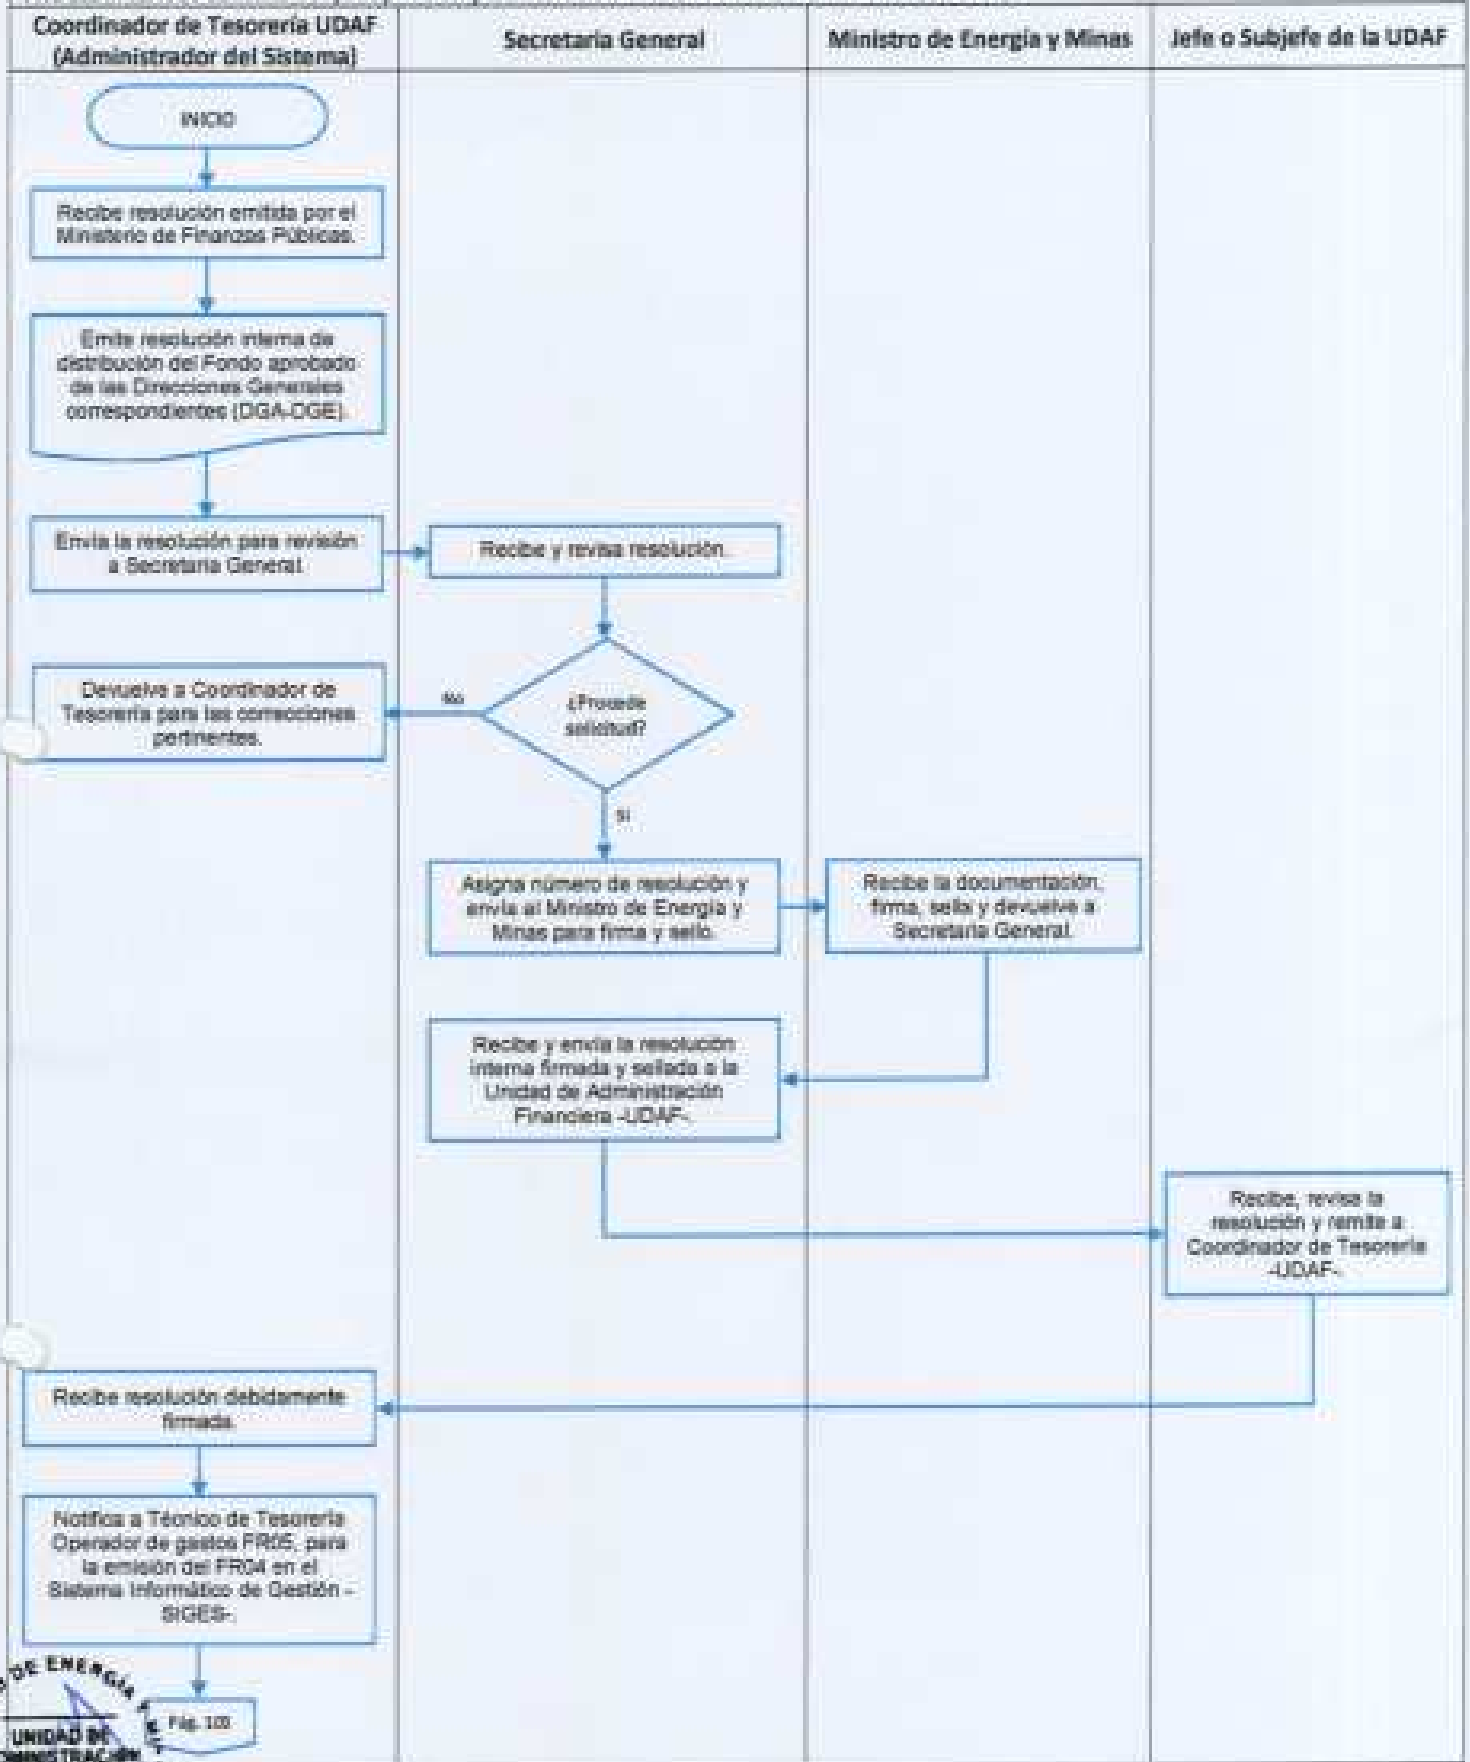 Coordinador de Tesorería UDAF
(Administrador del Sistema)
Secretaria General
Ministro de Energía y Minas
Jefe o Subjefe de la UDAF
INICIO
Recibe resolución emitida por el
Ministerio de Finanzas Públicas.
Emite resolución interna de
distribución del Fondo aprobado
de las Direcciones Generales
correspondientes (DGA-DGE).
Envía la resolución para revisión
a Secretaria General.
Recibe y revisa resolución.
¿Procede
solicitud?
No
Devuelve a Coordinador de
Tesorería para las correcciones
pertinentes.
Si
Asigna número de resolución y
envía al Ministro de Energía y
Minas para firma y sello.
Recibe la documentación,
firma, sella y devuelve a
Secretaria General.
Recibe y envía la resolución
interna firmada y sellada a la
Unidad de Administración
Financiera -UDAF-.
Recibe, revisa la
resolución y remite a
Coordinador de Tesorería
-UDAF-.
Recibe resolución debidamente
firmada.
Notifica a Técnico de Tesorería
Operador de gastos FR05, para
la emisión del FR04 en el
Sistema Informático de Gestión –
SIGES-.
Pág.
DE ENERGÍA
UNIDAD DE